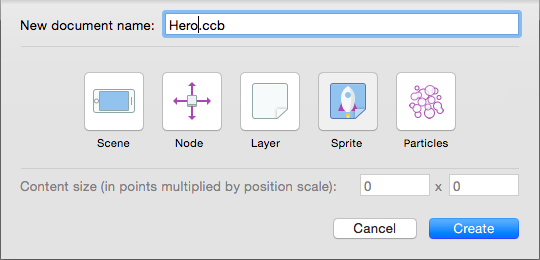 New document name: Hero.ccb
Scene Node Layer Sprite Particles
Content size (in points multiplied by position scale): 0 x 0
Cancel Create